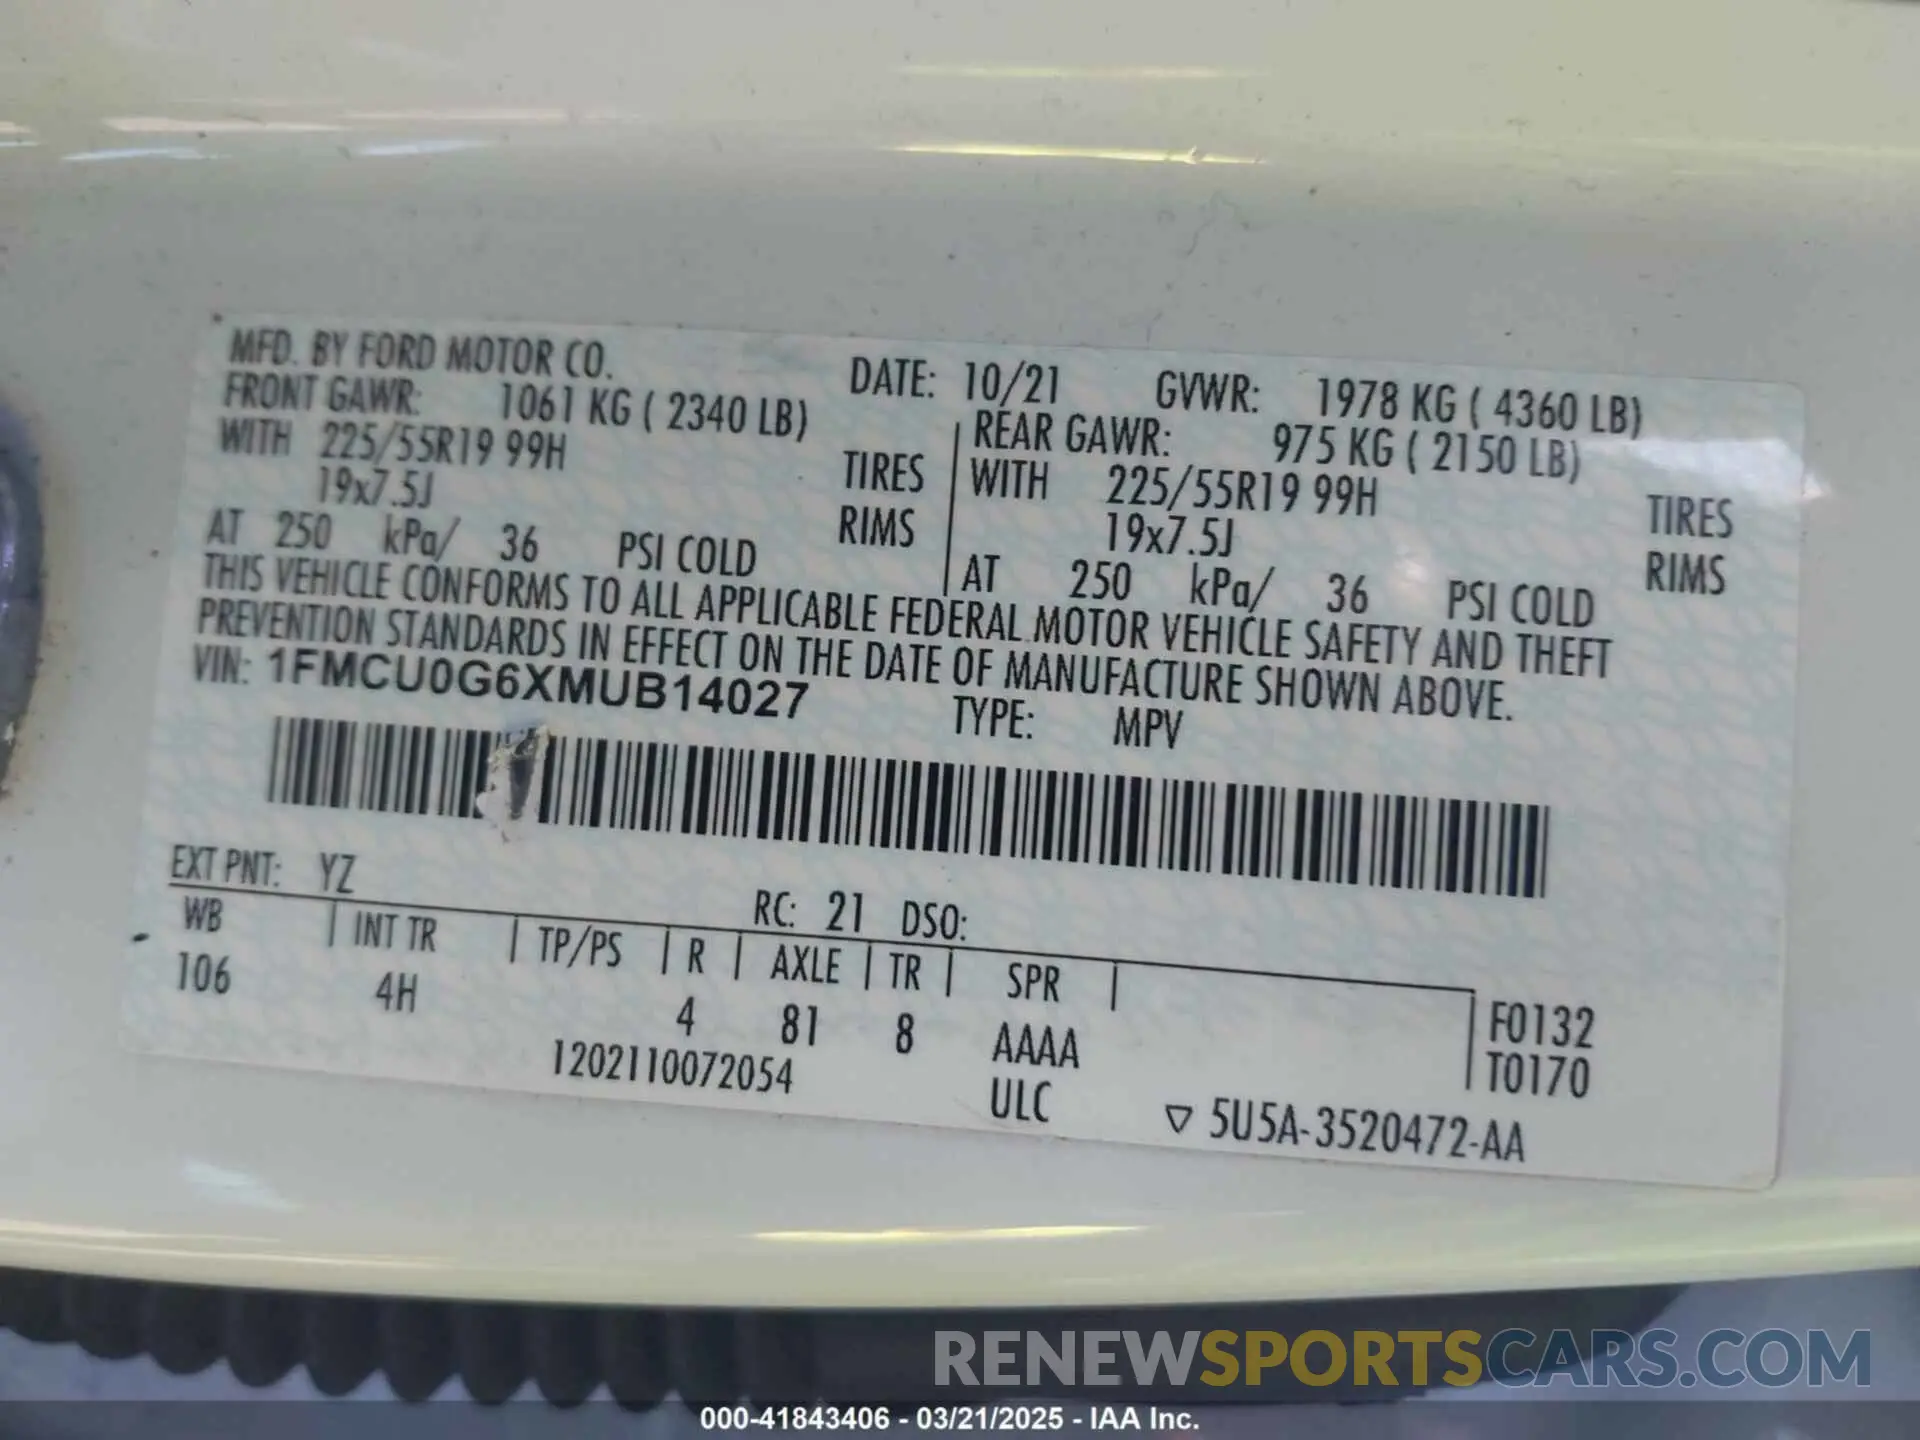 MFD. BY FORD MOTOR CO. DATE: 10/21 GVWR: 1978 KG ( 4360 LB)
FRONT GAWR: 1061 KG ( 2340 LB) REAR GAWR: 975 KG ( 2150 LB)
WITH 225/55R19 99H TIRES WITH 225/55R19 99H TIRES
19x7.5J RIMS 19x7.5J RIMS
AT 250 kPa/ 36 PSI COLD AT 250 kPa/ 36 PSI COLD
THIS VEHICLE CONFORMS TO ALL APPLICABLE FEDERAL MOTOR VEHICLE SAFETY AND THEFT
PREVENTION STANDARDS IN EFFECT ON THE DATE OF MANUFACTURE SHOWN ABOVE.
VIN: 1FMCU0G6XMUB14027 TYPE: MPV
EXT PNT: YZ RC: 21 DSO:
WB INT TR TP/PS R AXLE TR SPR
106 4H 4 81 8 AAAA F0132
1202110072054 ULC T0170
▽ 5U5A-3520472-AA
RENEWSPORTSCARS.COM
000-41843406 - 03/21/2025 - IAA Inc.